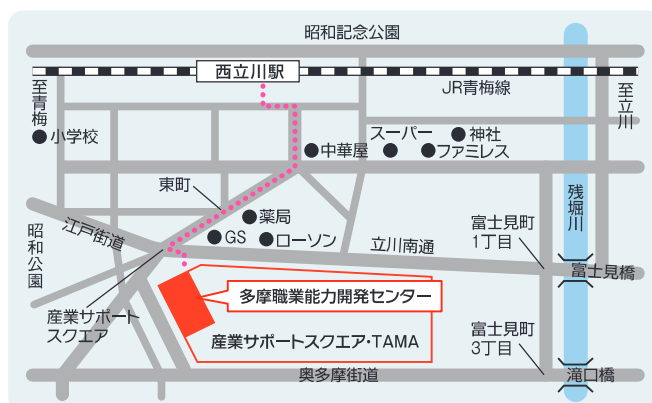 昭和記念公園
西立川駅
JR青梅線
至青梅
至立川
小学校
スーパー
神社
中華屋
ファミレス
東町
残堀川
薬局
江戸街道
GS
ローソン
立川南通
富士見町
1丁目
昭和公園
富士見橋
多摩職業能力開発センター
産業サポート
スクエア
産業サポートスクエア・TAMA
富士見町
3丁目
奥多摩街道
滝口橋